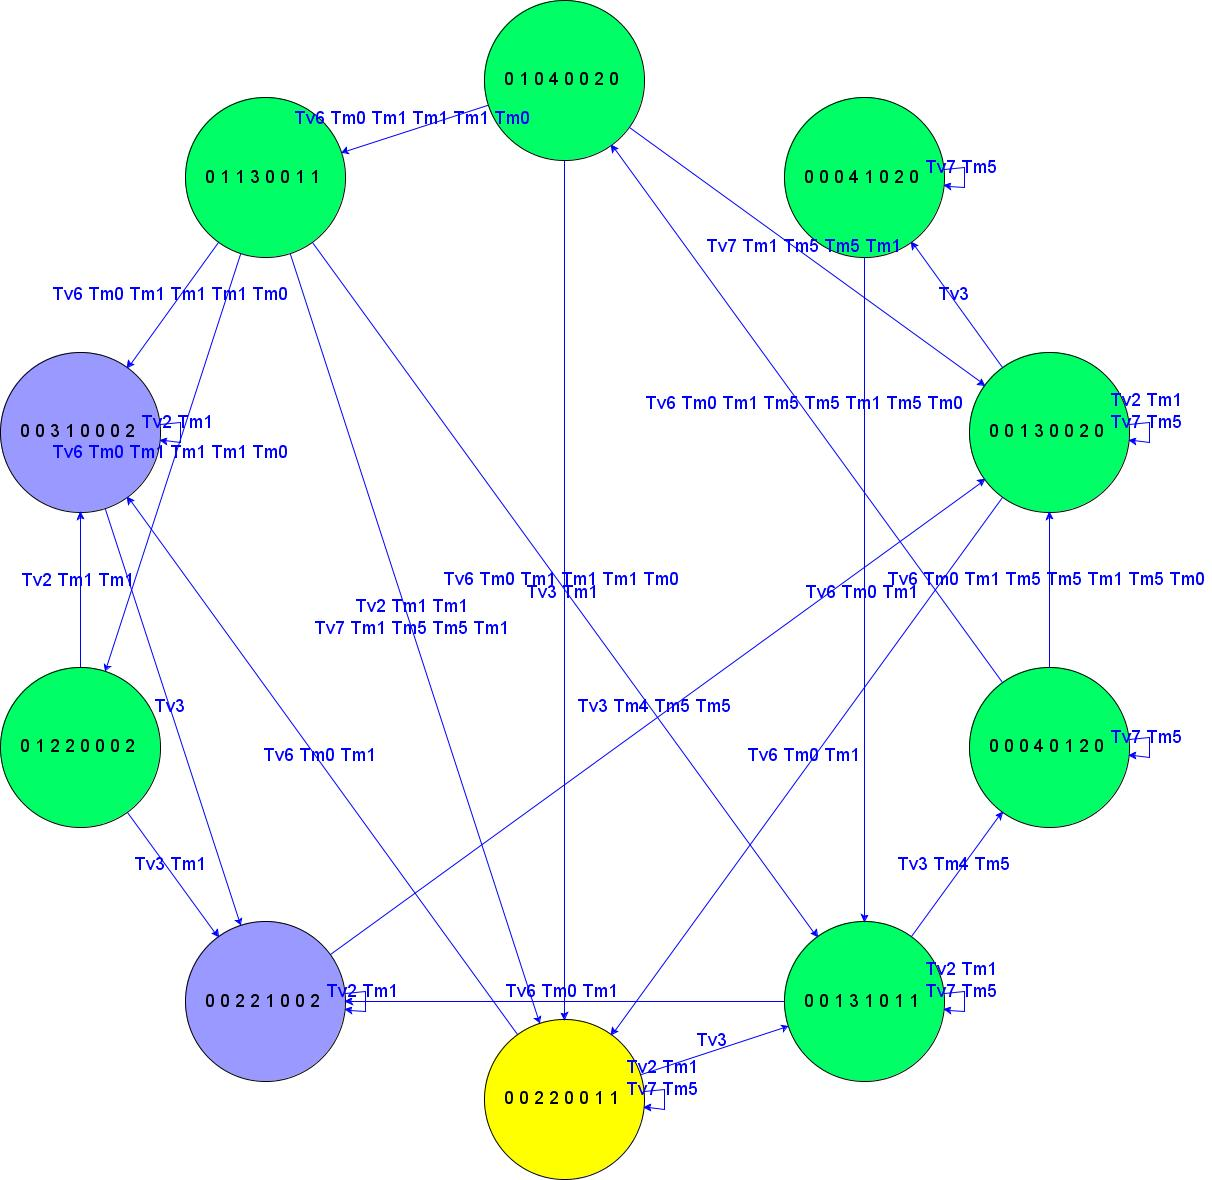 0 1 0 4 0 0 2 0
Tv6 Tm0 Tm1 Tm1 Tm1 Tm0
0 1 1 3 0 0 1 1
0 0 0 4 1 0 2 0
Tv7 Tm5
Tv7 Tm1 Tm5 Tm5 Tm1
Tv6 Tm0 Tm1 Tm1 Tm1 Tm0
Tv3
Tv2 Tm1
Tv7 Tm5
0 0 1 3 0 0 2 0
Tv6 Tm0 Tm1 Tm5 Tm5 Tm1 Tm5 Tm0
0 0 3 1 0 0 0 2
Tv2 Tm1
Tv6 Tm0 Tm1 Tm1 Tm1 Tm0
Tv2 Tm1 Tm1
Tv6 Tm0 Tm1 Tm1 Tm1 Tm0
Tv3 Tm1
Tv6 Tm0 Tm1
Tv6 Tm0 Tm1 Tm5 Tm5 Tm1 Tm5 Tm0
Tv2 Tm1 Tm1
Tv7 Tm1 Tm5 Tm5 Tm1
Tv3
Tv3 Tm4 Tm5 Tm5
0 1 2 2 0 0 0 2
0 0 0 4 0 1 2 0
Tv7 Tm5
Tv6 Tm0 Tm1
Tv6 Tm0 Tm1
Tv3 Tm1
Tv3 Tm4 Tm5
Tv2 Tm1
Tv7 Tm5
0 0 2 2 1 0 0 2
Tv2 Tm1
Tv6 Tm0 Tm1
0 0 1 3 1 0 1 1
Tv3
Tv2 Tm1
Tv7 Tm5
0 0 2 2 0 0 1 1